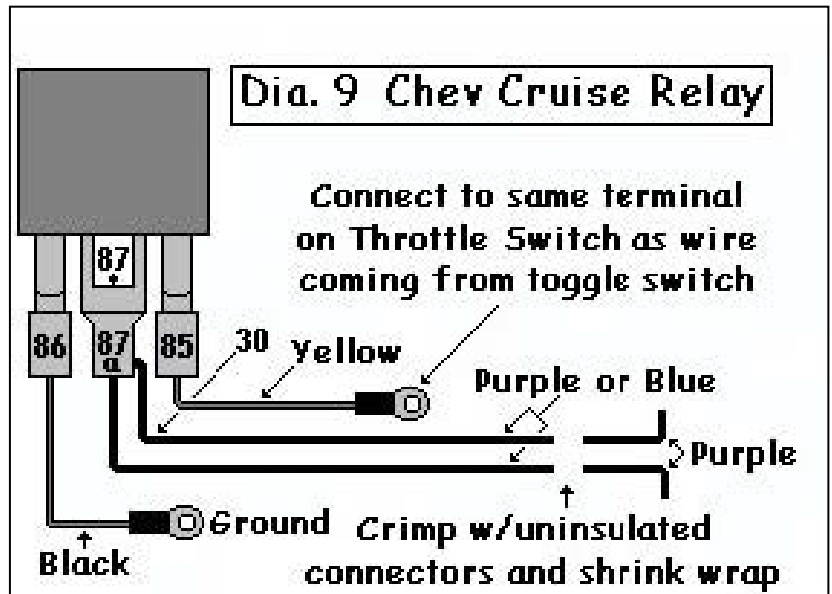 Dia. 9 Chev Cruise Relay
Connect to same terminal
on Throttle Switch as wire
coming from toggle switch
87
86
87
a
85
30
Yellow
Purple or Blue
Purple
Ground
Black
Crimp w/uninsulated
connectors and shrink wrap